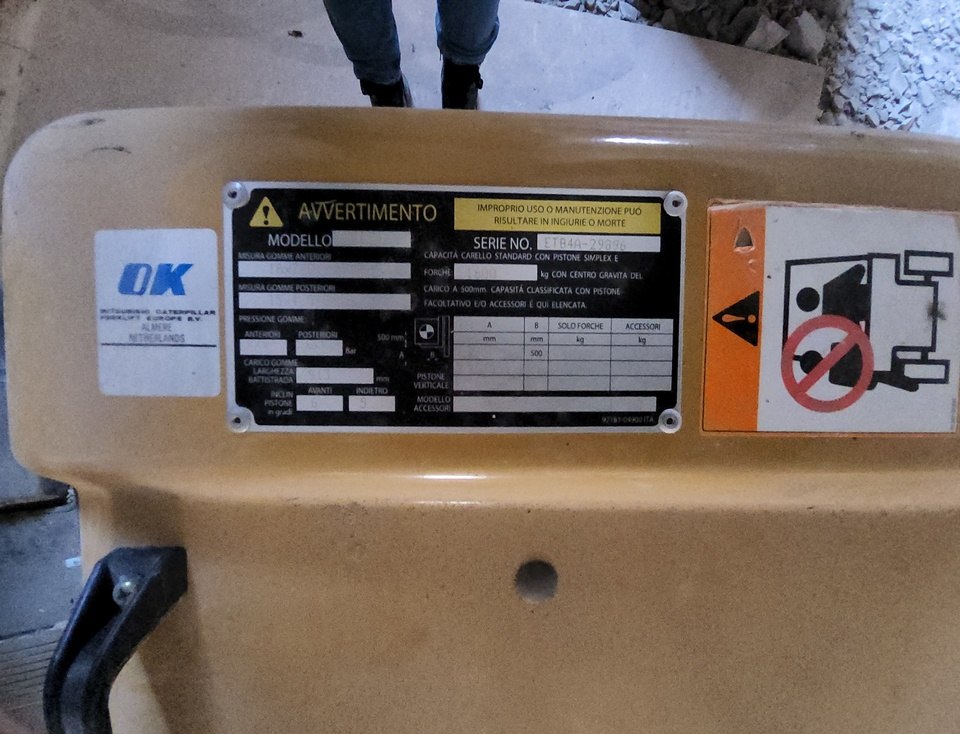 OK
MITSUBISHI CATERPILLAR
FORKLIFT EUROPE B.V.
ALMERE
NETHERLANDS
AVVERTIMENTO
IMPROPRIO USO O MANUTENZIONE PUÒ
RISULTARE IN INGIURIE O MORTE
MODELLO
SERIE NO. ETB4A-29896
MISURA GOMME ANTERIORI
MISURA GOMME POSTERIORI
PRESSIONE GOMME:
ANTERIORI POSTERIORI
Bar
CARICO GOMME
LARGHEZZA
BATTISTRADA
mm
AVANTI INDIETRO
INCLIN
PISTONE
in gradi
CAPACITÀ CARELLO STANDARD CON PISTONE SIMPLEX E
FORCHE: kg CON CENTRO GRAVITA DEL
CARICO A 500mm. CAPASITÁ CLASSIFICATA CON PISTONE
FACOLTATIVO E/O ACCESSORI É QUI ELENCATA.
500 mm
A B
A B SOLO FORCHE ACCESSORI
mm mm kg kg
500
PISTONE
VERTICALE
MODELLO
ACCESSORI